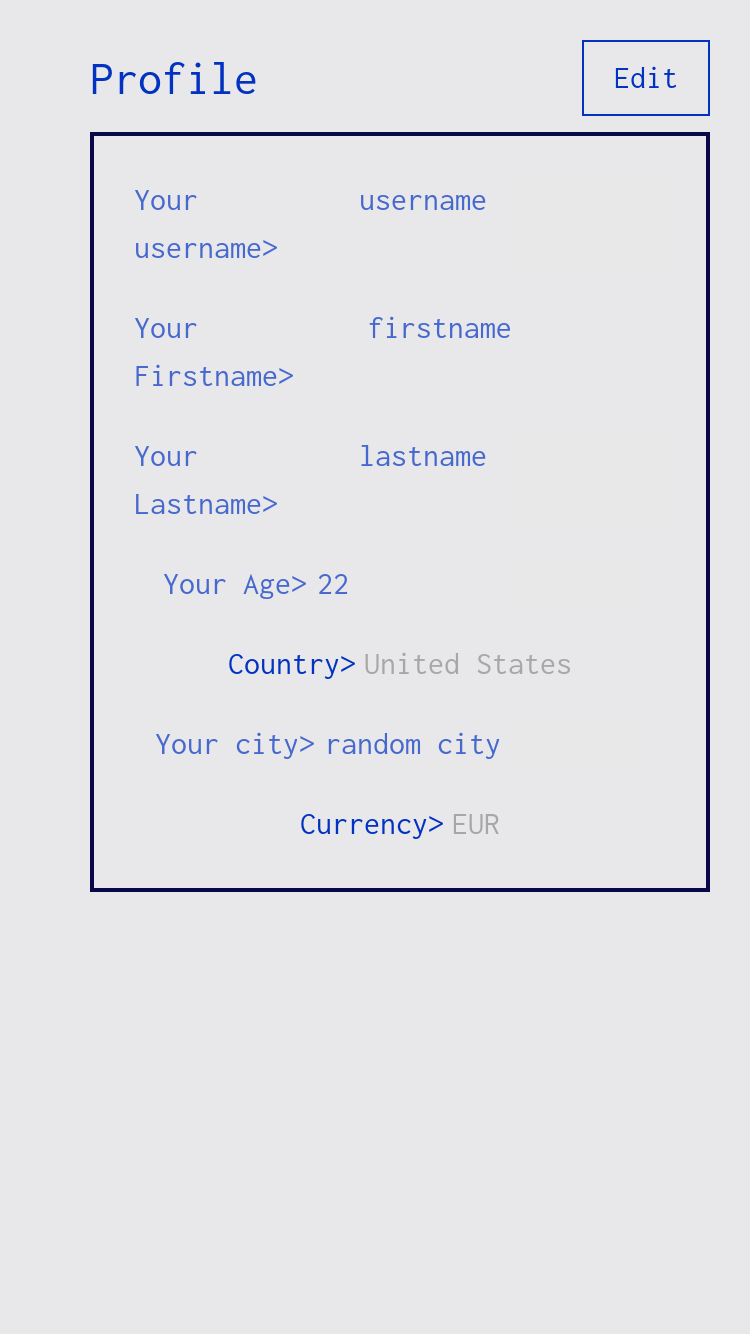 Profile
Edit
Your username
username>
Your firstname
Firstname>
Your lastname
Lastname>
Your Age> 22
Country> United States
Your city> random city
Currency> EUR